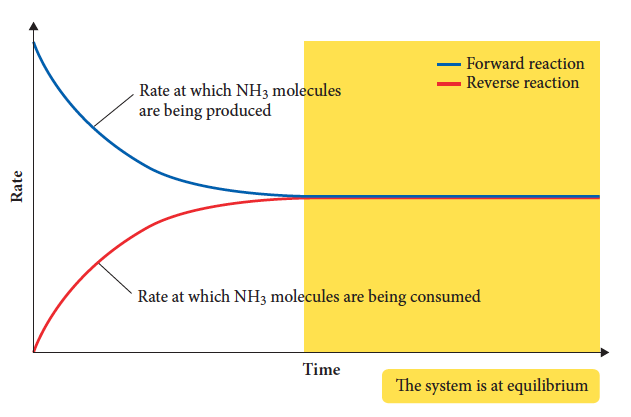 Forward reaction
Reverse reaction
Rate at which NH₃ molecules
are being produced
Rate
Rate at which NH₃ molecules are being consumed
Time
The system is at equilibrium